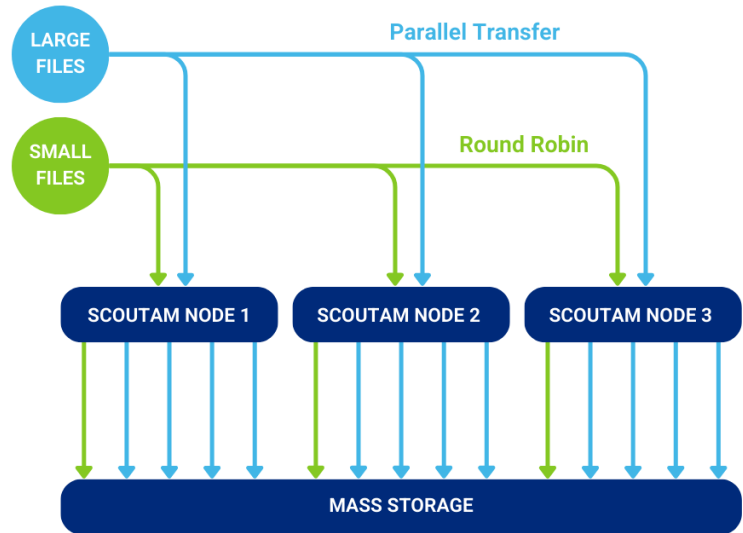 LARGE
FILES
Parallel Transfer
SMALL
FILES
Round Robin
SCOUTAM NODE 1
SCOUTAM NODE 2
SCOUTAM NODE 3
MASS STORAGE